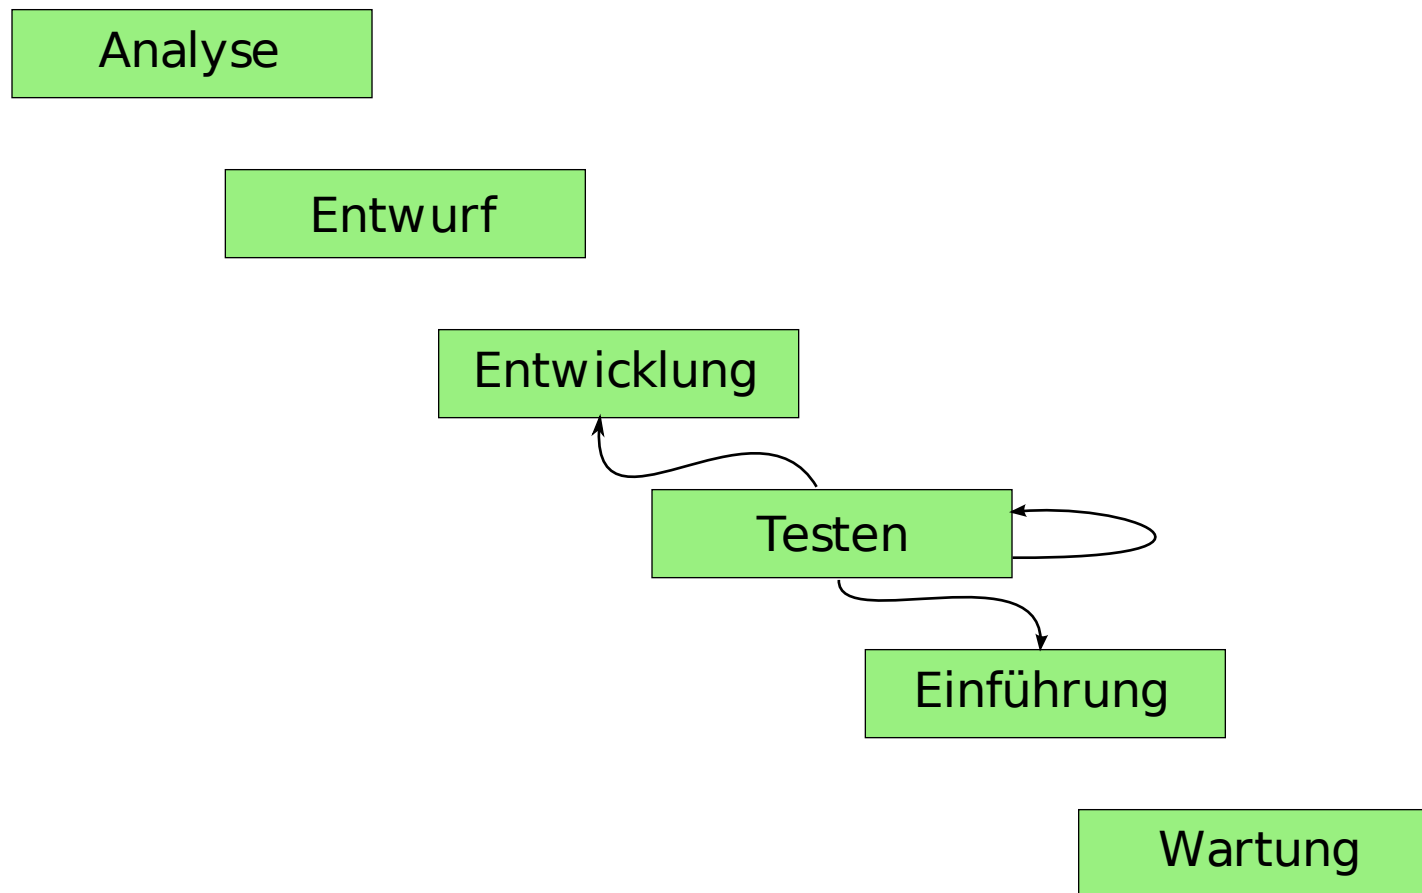 Analyse
Entwurf
Entwicklung
Testen
Einführung
Wartung